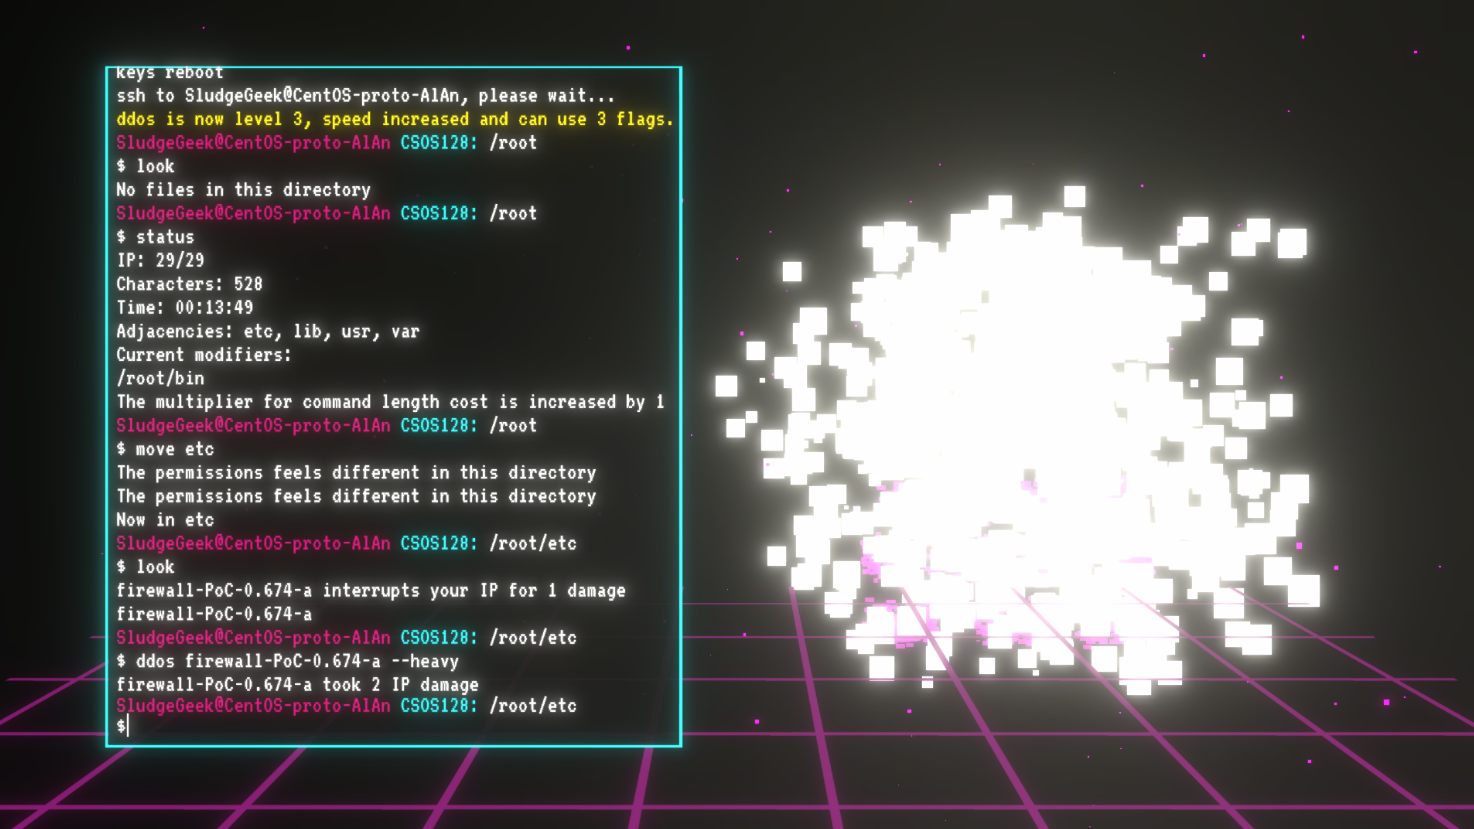 keys reboot
ssh to SludgeGeek@CentOS-proto-AlAn, please wait...
ddos is now level 3, speed increased and can use 3 flags.
SludgeGeek@CentOS-proto-AlAn CSOS128: /root
$ look
No files in this directory
SludgeGeek@CentOS-proto-AlAn CSOS128: /root
$ status
IP: 29/29
Characters: 528
Time: 00:13:49
Adjacencies: etc, lib, usr, var
Current modifiers:
/root/bin
The multiplier for command length cost is increased by 1
SludgeGeek@CentOS-proto-AlAn CSOS128: /root
$ move etc
The permissions feels different in this directory
The permissions feels different in this directory
Now in etc
SludgeGeek@CentOS-proto-AlAn CSOS128: /root/etc
$ look
firewall-PoC-0.674-a interrupts your IP for 1 damage
firewall-PoC-0.674-a
SludgeGeek@CentOS-proto-AlAn CSOS128: /root/etc
$ ddos firewall-PoC-0.674-a --heavy
firewall-PoC-0.674-a took 2 IP damage
SludgeGeek@CentOS-proto-AlAn CSOS128: /root/etc
$